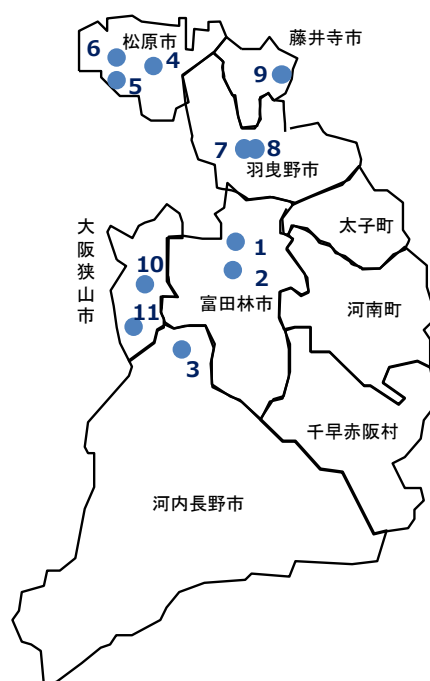 松原市
藤井寺市
6
4
5
9
7
8
羽曳野市
太子町
大阪狭山市
1
10
2
富田林市
河南町
11
3
千早赤阪村
河内長野市